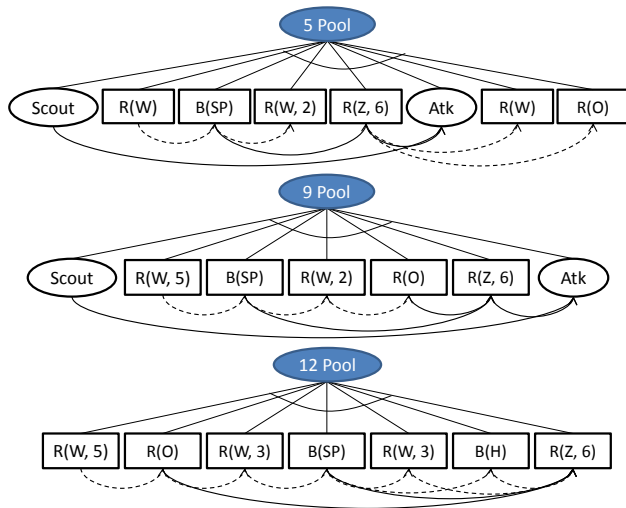 5 Pool
Scout R(W) B(SP) R(W, 2) R(Z, 6) Atk R(W) R(O)
9 Pool
Scout R(W, 5) B(SP) R(W, 2) R(O) R(Z, 6) Atk
12 Pool
R(W, 5) R(O) R(W, 3) B(SP) R(W, 3) B(H) R(Z, 6)